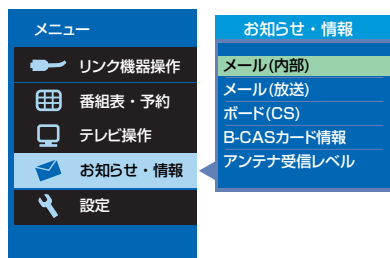 メニュー
リンク機器操作
番組表・予約
テレビ操作
お知らせ・情報
設定
お知らせ・情報
メール(内部)
メール(放送)
ボード(CS)
B-CASカード情報
アンテナ受信レベル